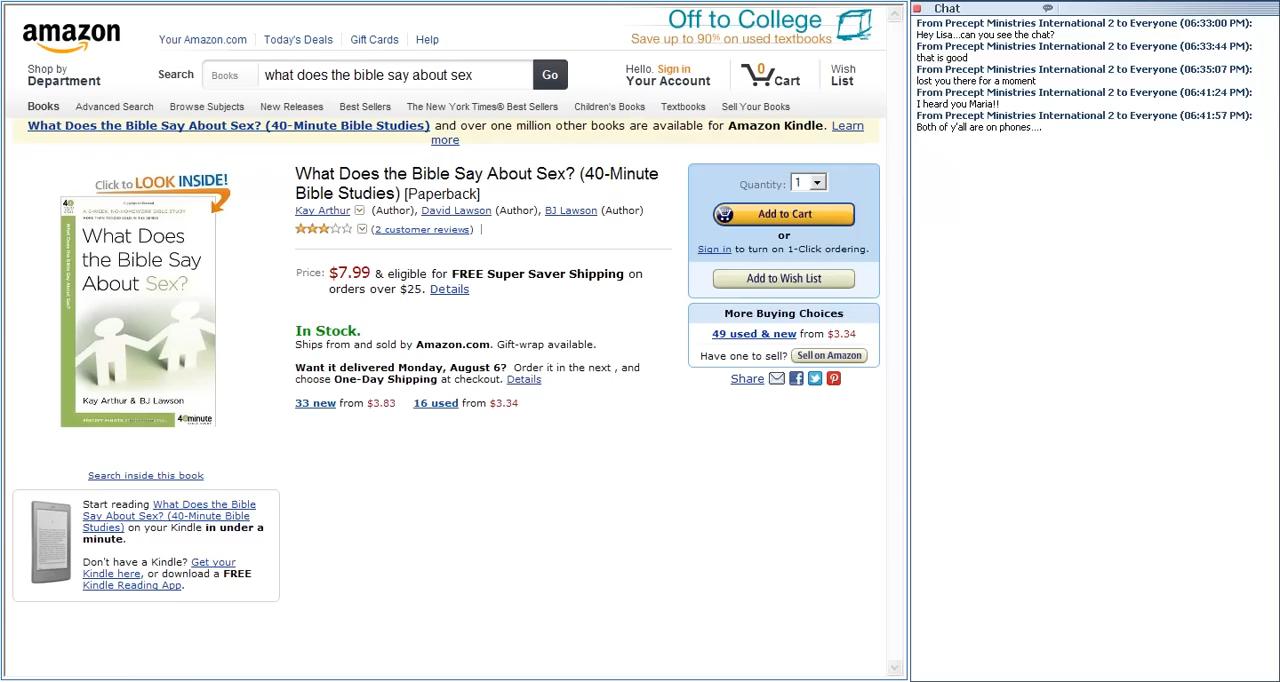 amazon
Your Amazon.com
Today's Deals
Gift Cards
Help
Off to College
Save up to 90% on used textbooks
Shop by
Department
Search
Books
what does the bible say about sex
Go
Hello. Sign in
Your Account
0
Cart
Wish
List
Books
Advanced Search
Browse Subjects
New Releases
Best Sellers
The New York Times® Best Sellers
Children's Books
Textbooks
Sell Your Books
What Does the Bible Say About Sex? (40-Minute Bible Studies) and over one million other books are available for Amazon Kindle. Learn
more
Click to LOOK INSIDE!
What Does
the Bible Say
About Sex?
What Does the Bible Say About Sex?
Kay Arthur & BJ Lawson
40minute
Search inside this book
Start reading What Does the Bible
Say About Sex? (40-Minute Bible
Studies) on your Kindle in under a
minute.
Don't have a Kindle? Get your
Kindle here, or download a FREE
Kindle Reading App.
What Does the Bible Say About Sex? (40-Minute
Bible Studies) [Paperback]
Kay Arthur (Author), David Lawson (Author), BJ Lawson (Author)
(2 customer reviews) |
Price: $7.99 & eligible for FREE Super Saver Shipping on
orders over $25. Details
In Stock.
Ships from and sold by Amazon.com. Gift-wrap available.
Want it delivered Monday, August 6? Order it in the next , and
choose One-Day Shipping at checkout. Details
33 new from $3.83 16 used from $3.34
Quantity: 1
Add to Cart
or
Sign in to turn on 1-Click ordering.
Add to Wish List
More Buying Choices
49 used & new from $3.34
Have one to sell? Sell on Amazon
Share
Chat
From Precept Ministries International 2 to Everyone (06:33:00 PM):
Hey Lisa...can you see the chat?
From Precept Ministries International 2 to Everyone (06:33:44 PM):
that is good
From Precept Ministries International 2 to Everyone (06:35:07 PM):
lost you there for a moment
From Precept Ministries International 2 to Everyone (06:41:24 PM):
I heard you Maria!!
From Precept Ministries International 2 to Everyone (06:41:57 PM):
Both of y'all are on phones....